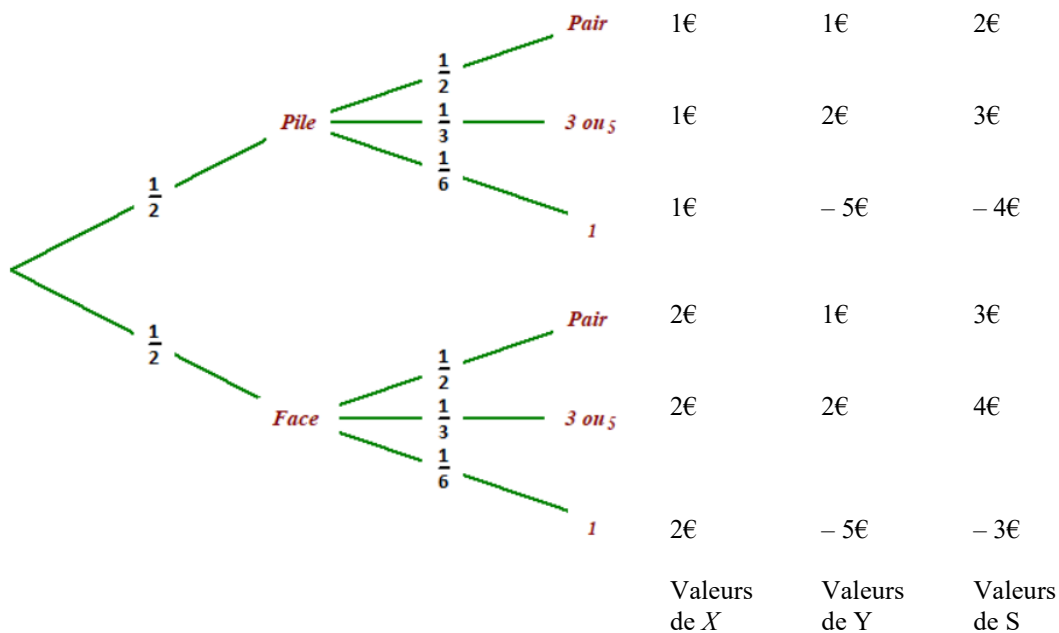 Pair 1€ 1€ 2€
1/2
Pile 1/3 3 ou 5 1€ 2€ 3€
1/6
1/2 1 1€ – 5€ – 4€
Pair 2€ 1€ 3€
1/2 1/2
Face 1/3 3 ou 5 2€ 2€ 4€
1/6
1 2€ – 5€ – 3€
Valeurs Valeurs Valeurs
de X de Y de S